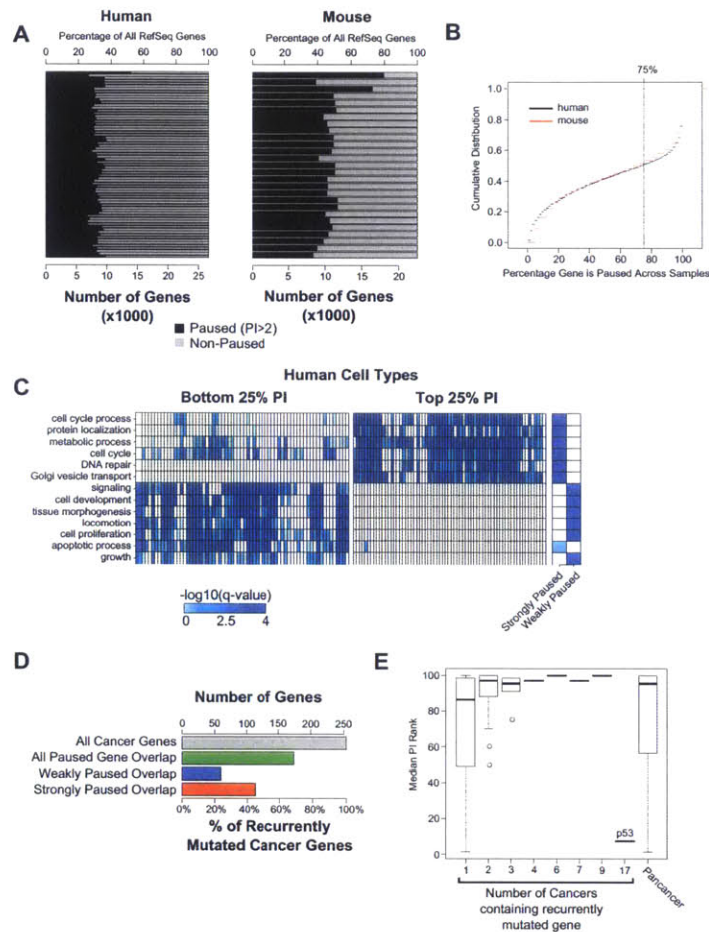 A
Human
Percentage of All RefSeq Genes
0 20 40 60 80 100
0 5 10 15 20 25
Number of Genes
(x1000)
Mouse
Percentage of All RefSeq Genes
0 20 40 60 80 100
0 5 10 15 20
Number of Genes
(x1000)
Paused (PI>2)
Non-Paused
B
75%
human
mouse
Cumulative Distribution
1.0
0.8
0.6
0.4
0.2
0.0
0 20 40 60 80 100
Percentage Gene is Paused Across Samples
C
Human Cell Types
Bottom 25% PI
Top 25% PI
cell cycle process
protein localization
metabolic process
cell cycle
DNA repair
Golgi vesicle transport
signaling
cell development
tissue morphogenesis
locomotion
cell proliferation
apoptotic process
growth
Strongly Paused
Weakly Paused
-log10(q-value)
0 2.5 4
D
Number of Genes
0 50 100 150 200 250
All Cancer Genes
All Paused Gene Overlap
Weakly Paused Overlap
Strongly Paused Overlap
0% 20% 40% 60% 80% 100%
% of Recurrently
Mutated Cancer Genes
E
Median PI Rank
100
80
60
40
20
0
p53
1 2 3 4 6 7 9 17
Pancancer
Number of Cancers
containing recurrently
mutated gene